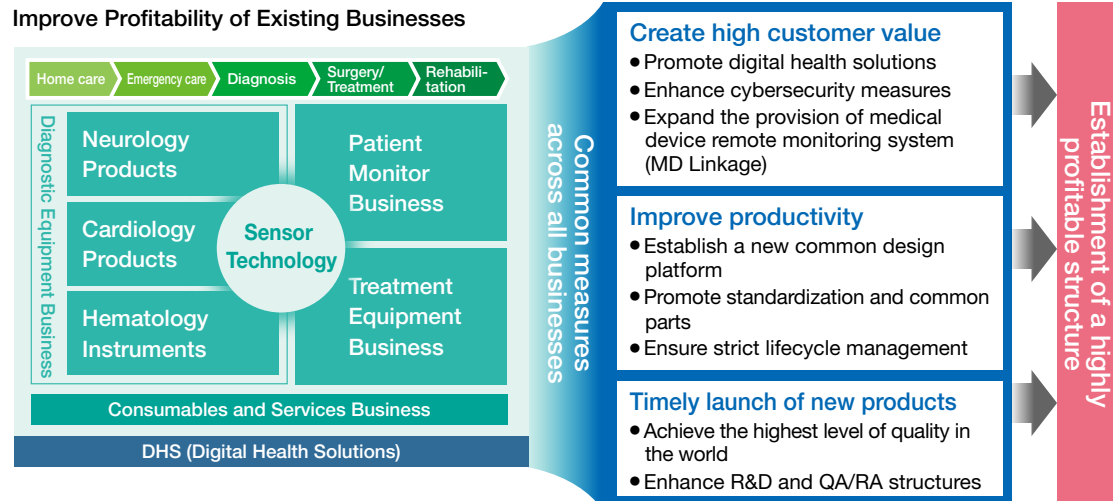 Improve Profitability of Existing Businesses
Home care
Emergency care
Diagnosis
Surgery/
Treatment
Rehabili-
tation
Diagnostic Equipment Business
Neurology
Products
Cardiology
Products
Hematology
Instruments
Sensor
Technology
Patient
Monitor
Business
Treatment
Equipment
Business
Consumables and Services Business
DHS (Digital Health Solutions)
Common measures
across all businesses
Create high customer value
● Promote digital health solutions
● Enhance cybersecurity measures
● Expand the provision of medical
device remote monitoring system
(MD Linkage)
Improve productivity
● Establish a new common design
platform
● Promote standardization and common
parts
● Ensure strict lifecycle management
Timely launch of new products
● Achieve the highest level of quality in
the world
● Enhance R&D and QA/RA structures
Establishment of a highly
profitable structure